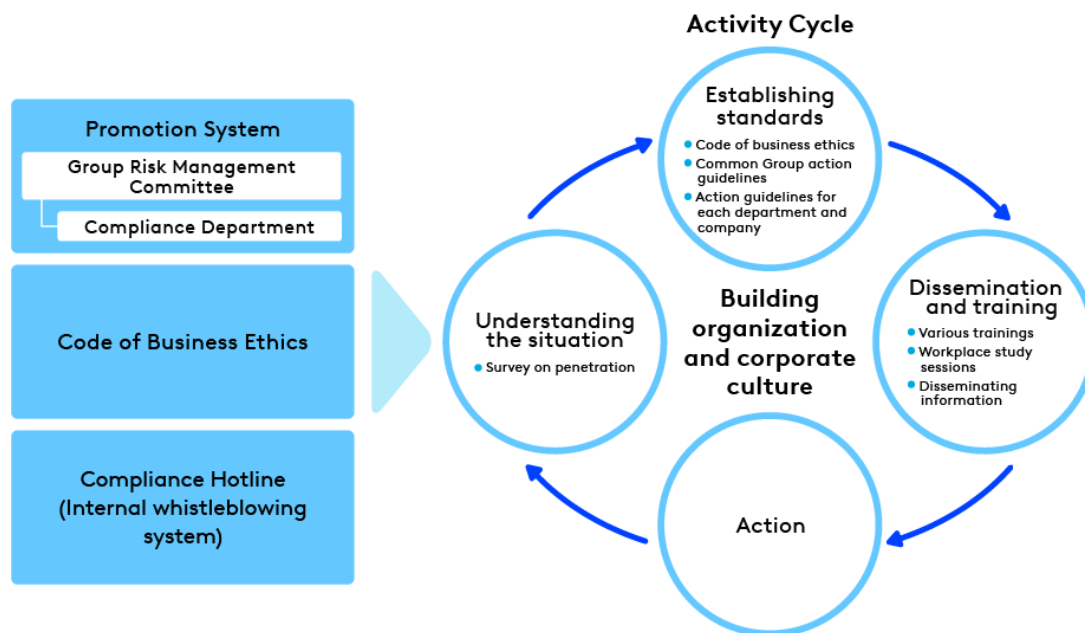 Promotion System
Group Risk Management
Committee
Compliance Department
Code of Business Ethics
Compliance Hotline
(Internal whistleblowing
system)
Activity Cycle
Establishing
standards
Code of business ethics
Common Group action
guidelines
Action guidelines for
each department and
company
Dissemination
and training
Various trainings
Workplace study
sessions
Disseminating
information
Action
Understanding
the situation
Survey on penetration
Building
organization
and corporate
culture